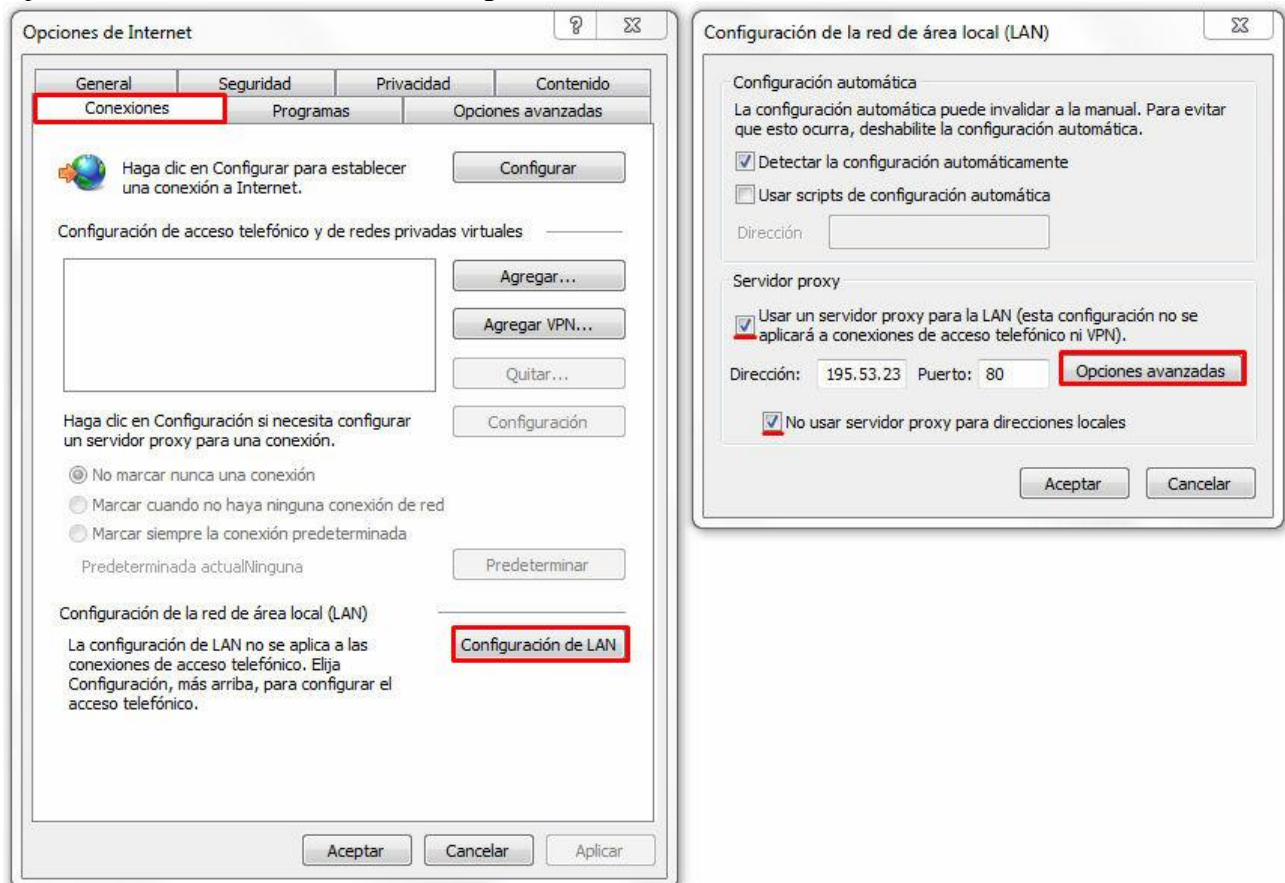 Opciones de Internet
General Seguridad Privacidad Contenido
Conexiones Programas Opciones avanzadas
Haga clic en Configurar para establecer
una conexión a Internet.
Configurar
Configuración de acceso telefónico y de redes privadas virtuales
Agregar...
Agregar VPN...
Quitar...
Haga clic en Configuración si necesita configurar
un servidor proxy para una conexión.
Configuración
No marcar nunca una conexión
Marcar cuando no haya ninguna conexión de red
Marcar siempre la conexión predeterminada
Predeterminada actualNinguna
Predeterminar
Configuración de la red de área local (LAN)
La configuración de LAN no se aplica a las
conexiones de acceso telefónico. Elija
Configuración, más arriba, para configurar el
acceso telefónico.
Configuración de LAN
Aceptar Cancelar Aplicar
Configuración de la red de área local (LAN)
Configuración automática
La configuración automática puede invalidar a la manual. Para evitar
que esto ocurra, deshabilite la configuración automática.
Detectar la configuración automáticamente
Usar scripts de configuración automática
Dirección
Servidor proxy
Usar un servidor proxy para la LAN (esta configuración no se
aplicará a conexiones de acceso telefónico ni VPN).
Dirección: 195.53.23 Puerto: 80 Opciones avanzadas
No usar servidor proxy para direcciones locales
Aceptar Cancelar